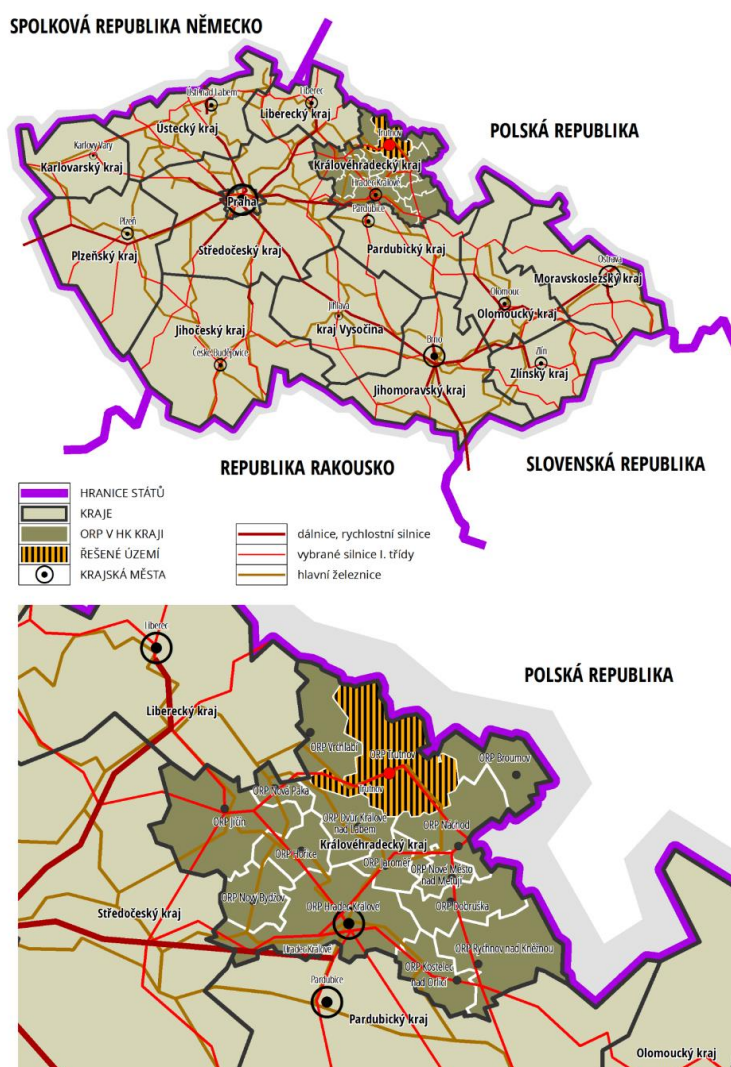 SPOLKOVÁ REPUBLIKA NĚMECKO
Ústí nad Labem
Liberec
Ústecký kraj
Liberecký kraj
Trutnov
POLSKÁ REPUBLIKA
Karlovy Vary
Karlovarský kraj
Královéhradecký kraj
Hradec Králové
Praha
Pardubice
Plzeň
Plzeňský kraj
Středočeský kraj
Pardubický kraj
Ostrava
Moravskoslezský kraj
Olomouc
Olomoucký kraj
Jihlava
kraj Vysočina
Jihočeský kraj
České Budějovice
Brno
Zlín
Zlínský kraj
Jihomoravský kraj
REPUBLIKA RAKOUSKO
SLOVENSKÁ REPUBLIKA
HRANICE STÁTŮ
KRAJE
ORP V HK KRAJI
ŘEŠENÉ ÚZEMÍ
KRAJSKÁ MĚSTA
dálnice, rychlostní silnice
vybrané silnice I. třídy
hlavní železnice
Liberec
POLSKÁ REPUBLIKA
Liberecký kraj
ORP Vrchlabí
ORP Trutnov
ORP Broumov
Trutnov
ORP Nová Paka
ORP Jičín
ORP Dvůr Králové
nad Labem
ORP Náchod
Královéhradecký kraj
ORP Hořice
ORP Jaroměř
ORP Nové Město
nad Metují
ORP Nový Bydžov
ORP Hradec Králové
ORP Dobruška
Středočeský kraj
Hradec Králové
ORP Rychnov nad Kněžnou
ORP Kostelec
nad Orlicí
Pardubice
Pardubický kraj
Olomoucký kraj